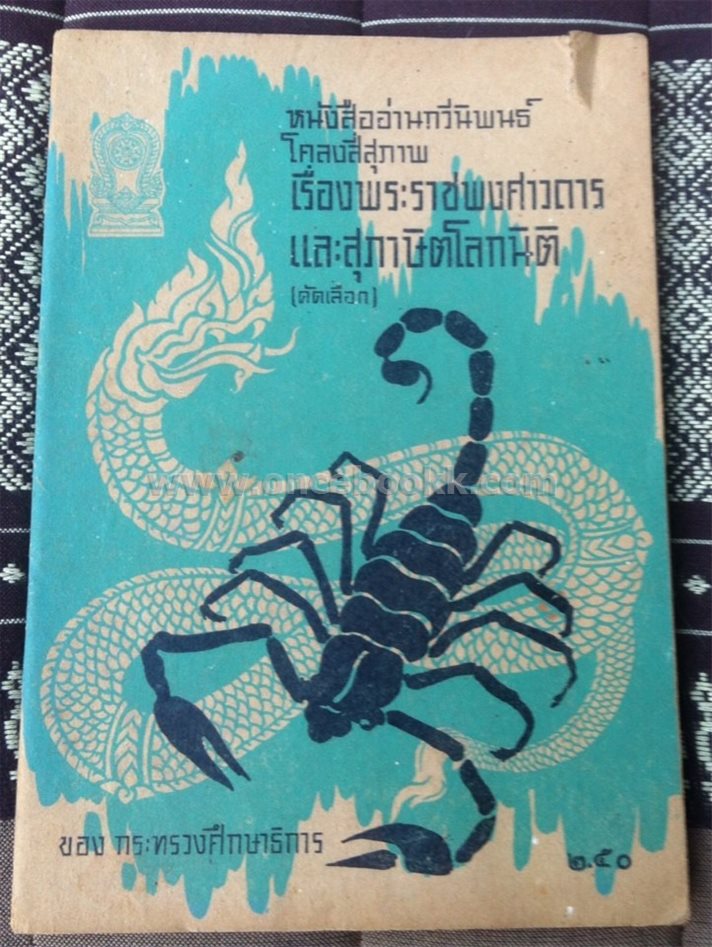 หนังสืออ่านกวีนิพนธ์
โคลงสี่สุภาพ
เรื่องพระราชพงศาวดาร
และสุภาษิตโลกนิติ
(คัดเลือก)
www.oncebookk.com
ของ กระทรวงศึกษาธิการ
๒.๕๐